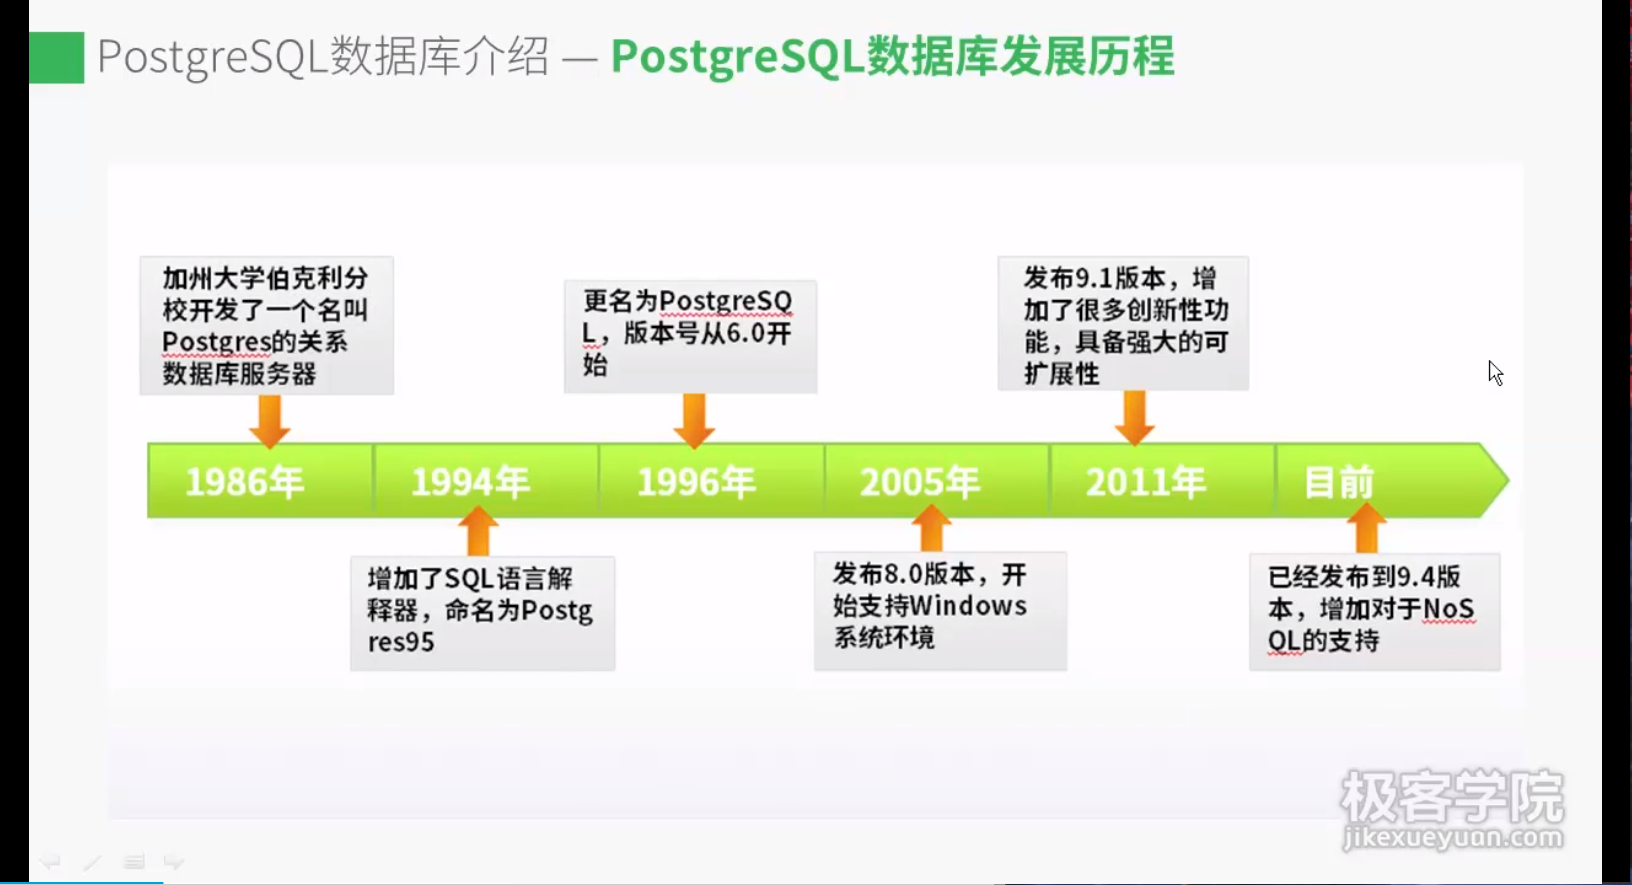 PostgreSQL数据库介绍 — PostgreSQL数据库发展历程
加州大学伯克利分
校开发了一个名叫
Postgres的关系
数据库服务器
更名为PostgreSQ
L，版本号从6.0开
始
发布9.1版本，增
加了很多创新性功
能，具备强大的可
扩展性
1986年
1994年
1996年
2005年
2011年
目前
增加了SQL语言解
释器，命名为Postg
res95
发布8.0版本，开
始支持Windows
系统环境
已经发布到9.4版
本，增加对于NoS
QL的支持
极客学院
jikexueyuan.com